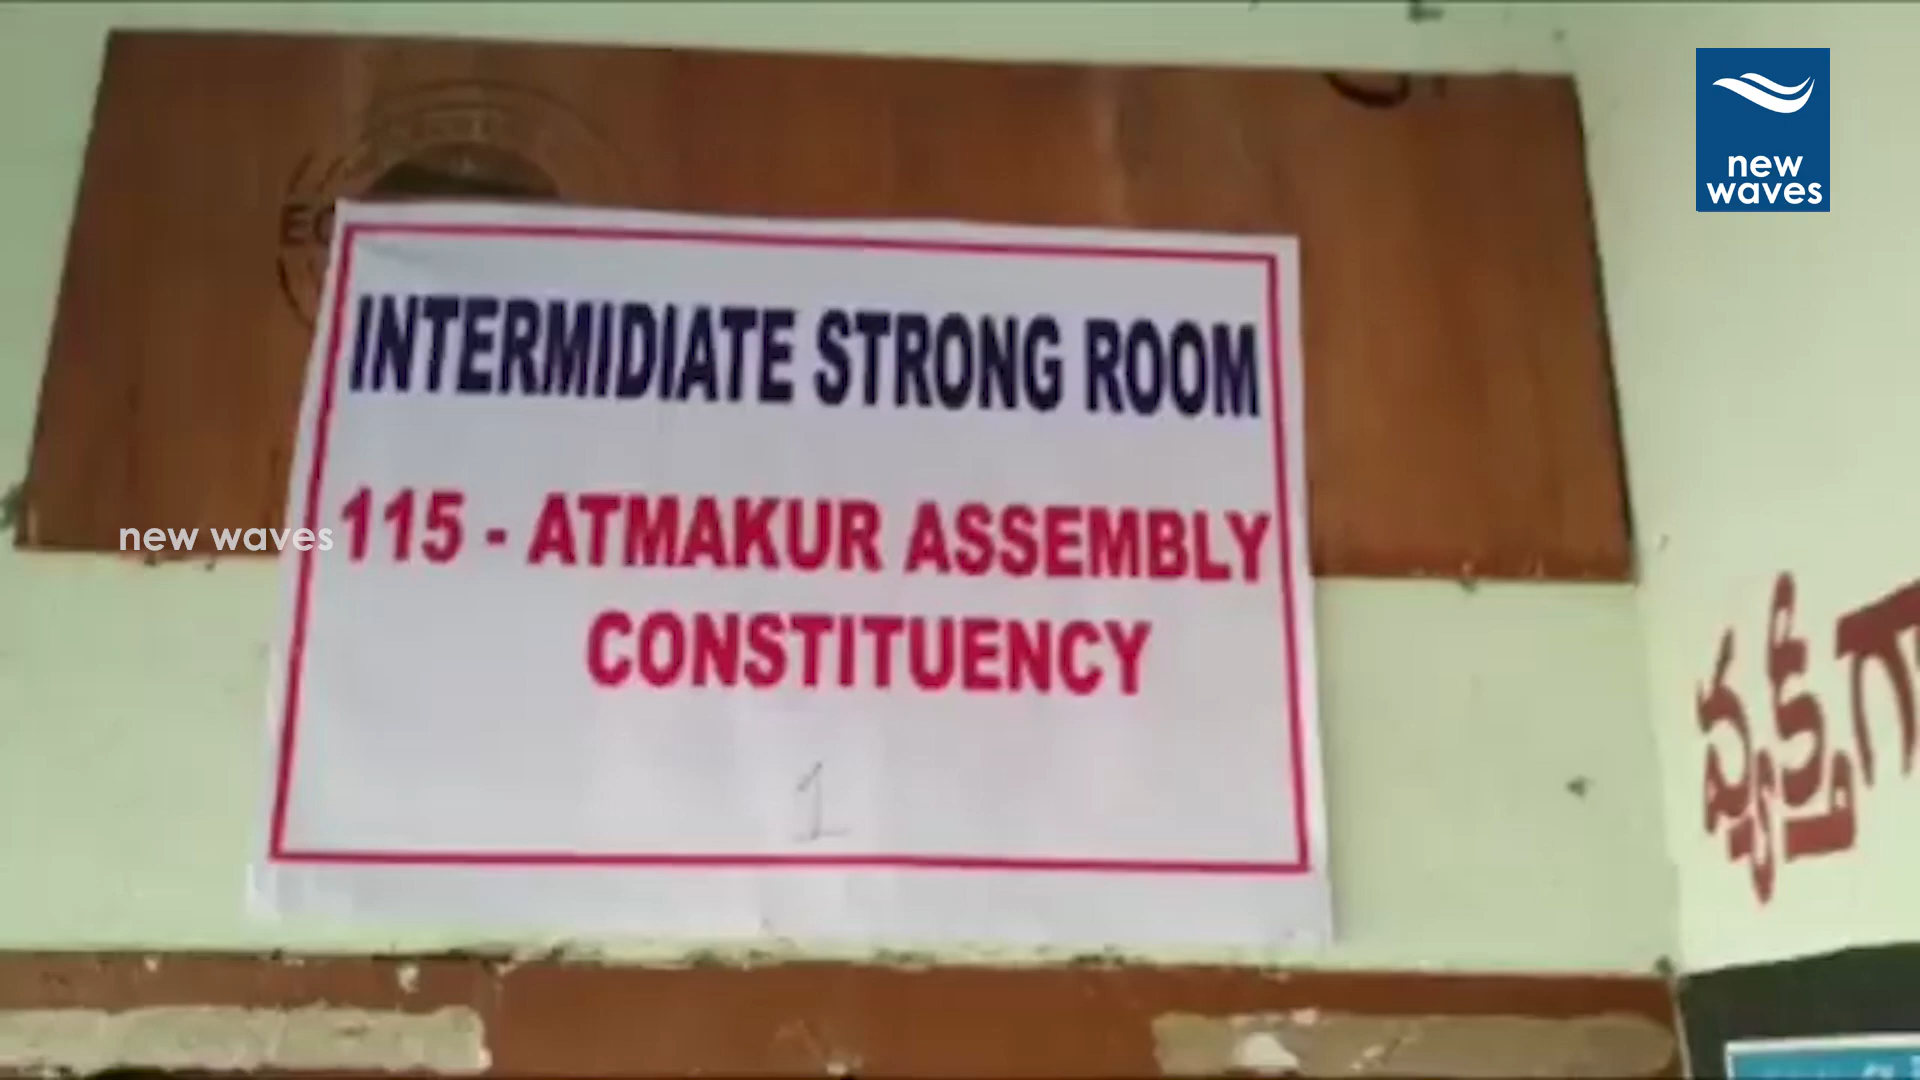 new
waves
INTERMIDIATE STRONG ROOM
new waves
115 - ATMAKUR ASSEMBLY
CONSTITUENCY
1